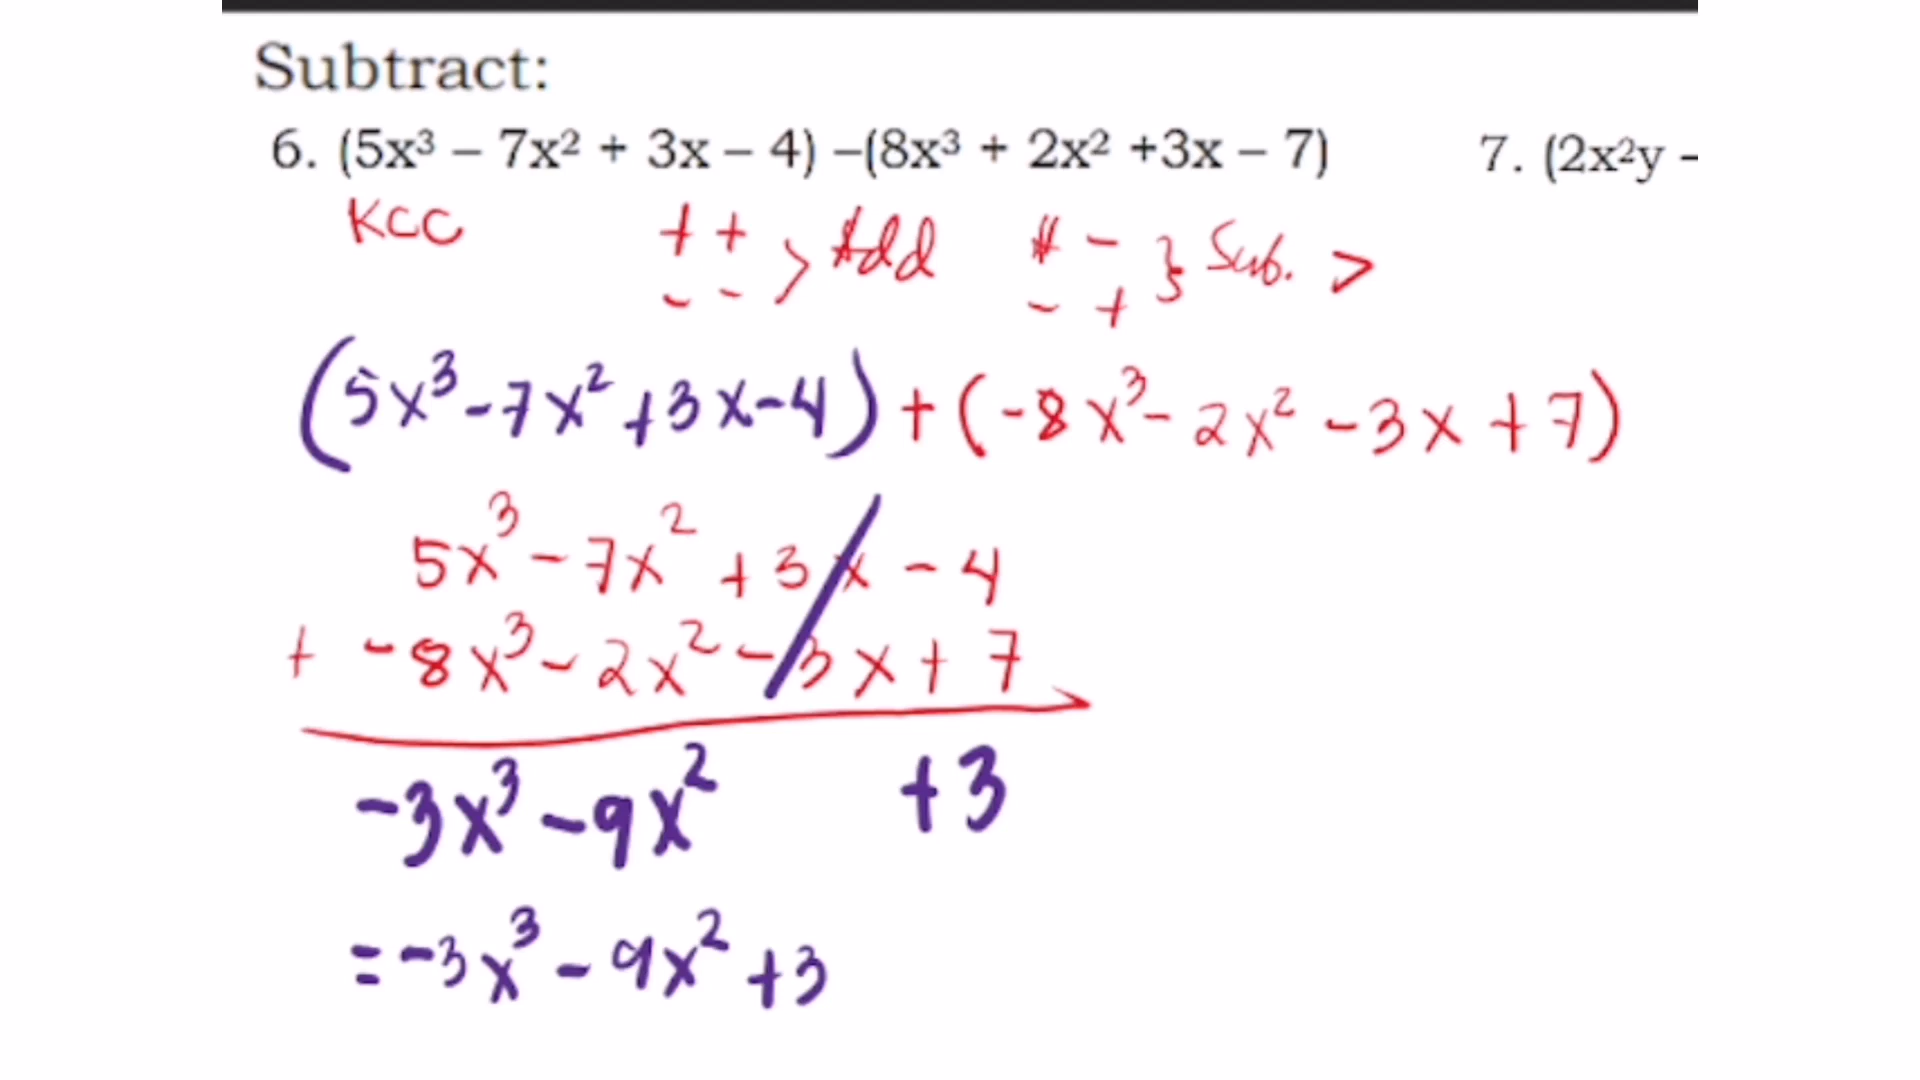 Subtract:
6. (5x³ – 7x² + 3x – 4) –(8x³ + 2x² +3x – 7) 7. (2x²y –
KCC + + > Add + - } Sub. >
- - - +
(5x³ - 7x² + 3x - 4) + (-8x³ - 2x² - 3x + 7)
5x³ - 7x² + 3x - 4
+ -8x³ - 2x² - 3x + 7
-3x³ - 9x² +3
= -3x³ - 9x² + 3